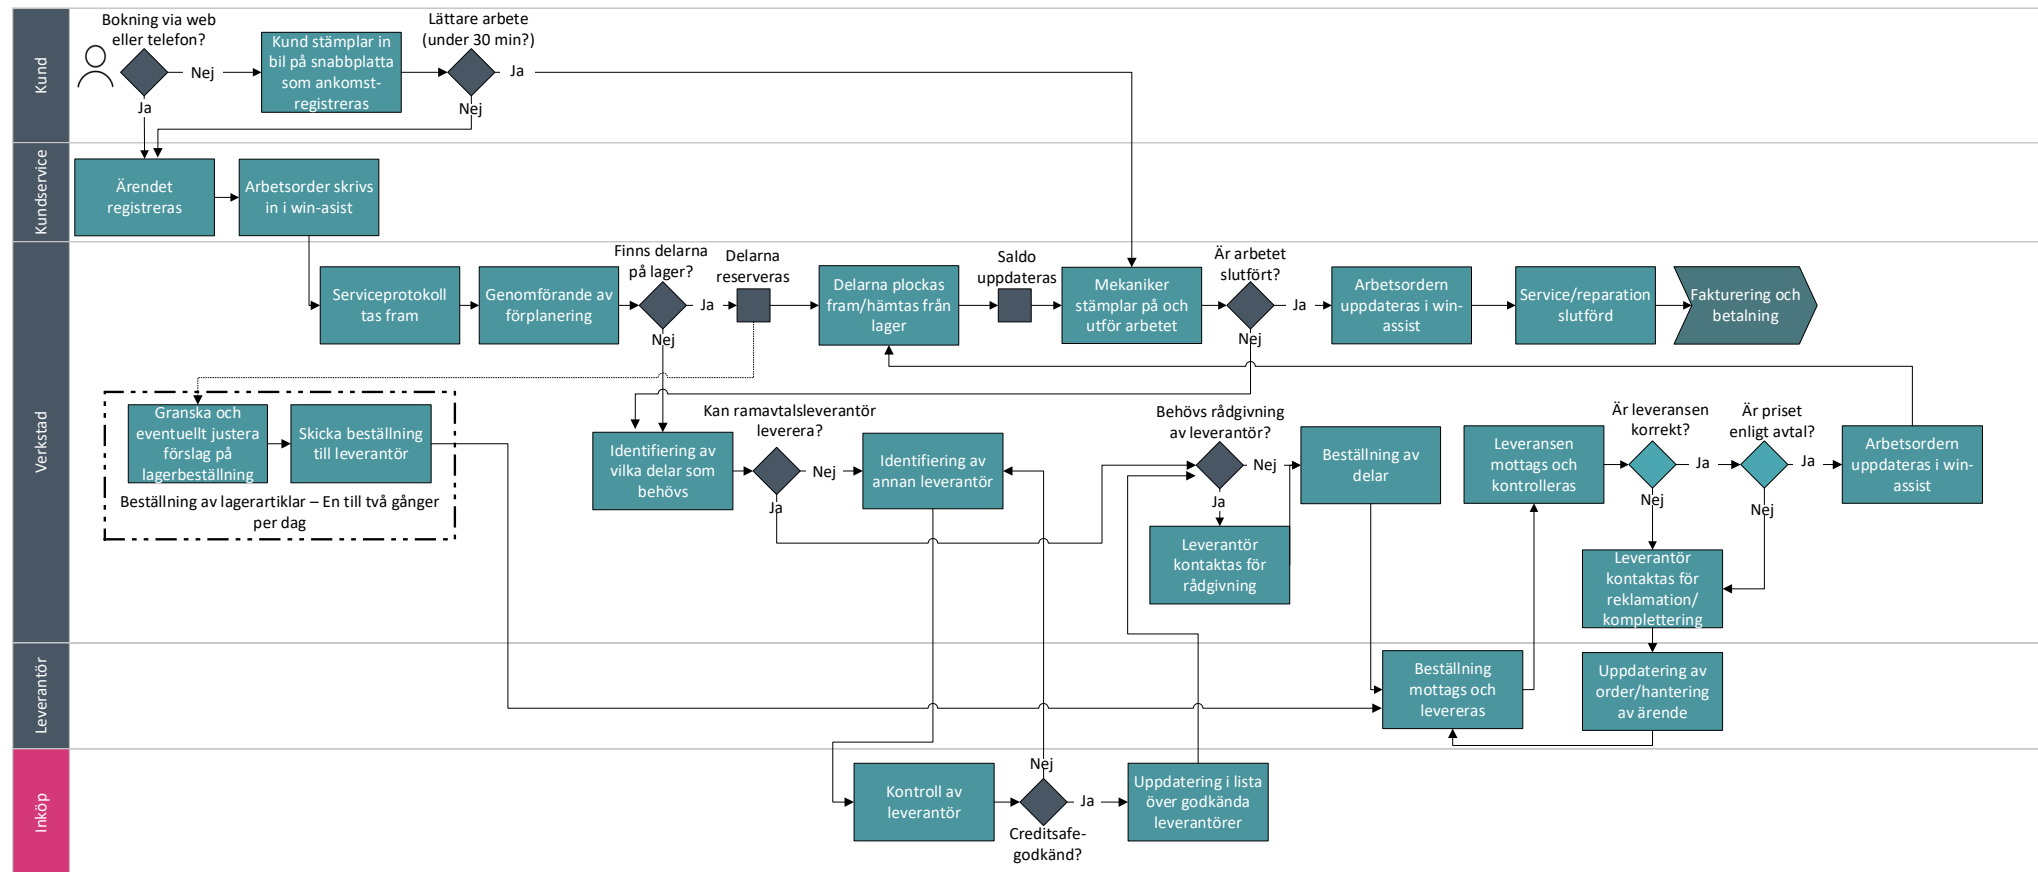 Kund
Bokning via web
eller telefon?
Nej
Ja
Kund stämplar in
bil på snabbplatta
som ankomst-
registreras
Lättare arbete
(under 30 min?)
Ja
Nej
Kundservice
Ärendet
registreras
Arbetsorder skrivs
in i win-asist
Verkstad
Serviceprotokoll
tas fram
Genomförande av
förplanering
Finns delarna
på lager?
Ja
Nej
Delarna
reserveras
Delarna plockas
fram/hämtas från
lager
Saldo
uppdateras
Mekaniker
stämplar på och
utför arbetet
Är arbetet
slutfört?
Ja
Nej
Arbetsordern
uppdateras i win-
assist
Service/reparation
slutförd
Fakturering och
betalning
Granska och
eventuellt justera
förslag på
lagerbeställning
Skicka beställning
till leverantör
Beställning av lagerartiklar – En till två gånger
per dag
Identifiering av
vilka delar som
behövs
Kan ramavtalsleverantör
leverera?
Nej
Ja
Identifiering av
annan leverantör
Behövs rådgivning
av leverantör?
Nej
Ja
Leverantör
kontaktas för
rådgivning
Beställning av
delar
Leveransen
mottags och
kontrolleras
Är leveransen
korrekt?
Ja
Nej
Är priset
enligt avtal?
Ja
Nej
Arbetsordern
uppdateras i win-
assist
Leverantör
kontaktas för
reklamation/
komplettering
Leverantör
Beställning
mottags och
levereras
Uppdatering av
order/hantering
av ärende
Inköp
Kontroll av
leverantör
Nej
Ja
Creditsafe-
godkänd?
Uppdatering i lista
över godkända
leverantörer